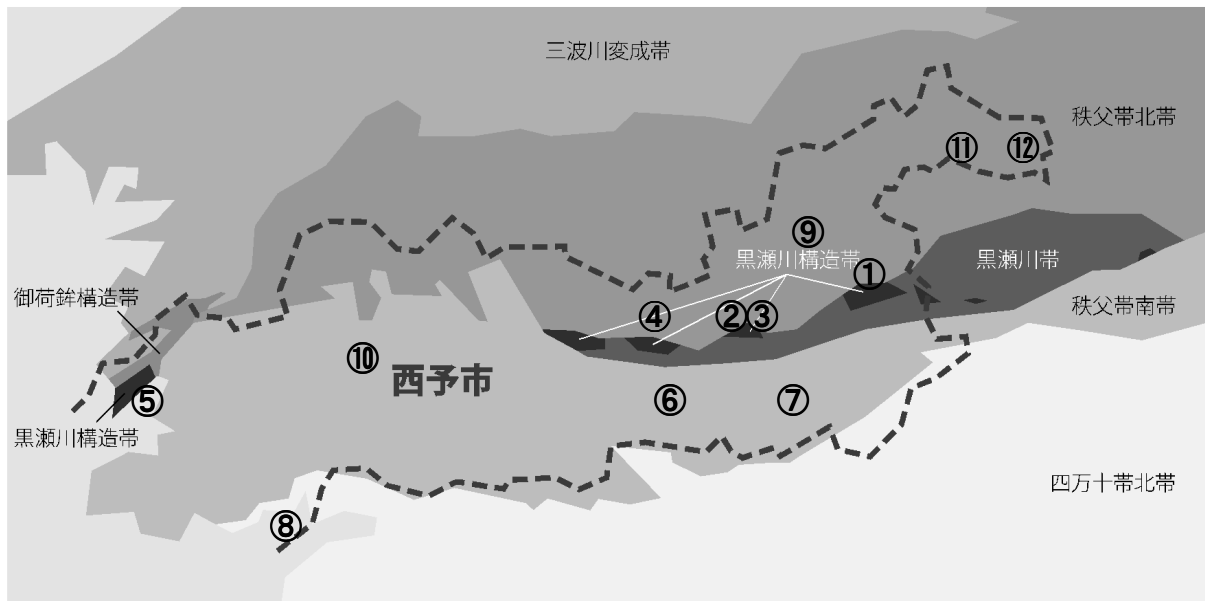 三波川変成帯
秩父帯北帯
⑪
⑫
⑨
黒瀬川構造帯
①
黒瀬川帯
御荷鉾構造帯
④
②
③
秩父帯南帯
⑩
西予市
⑤
⑥
⑦
黒瀬川構造帯
四万十帯北帯
⑧